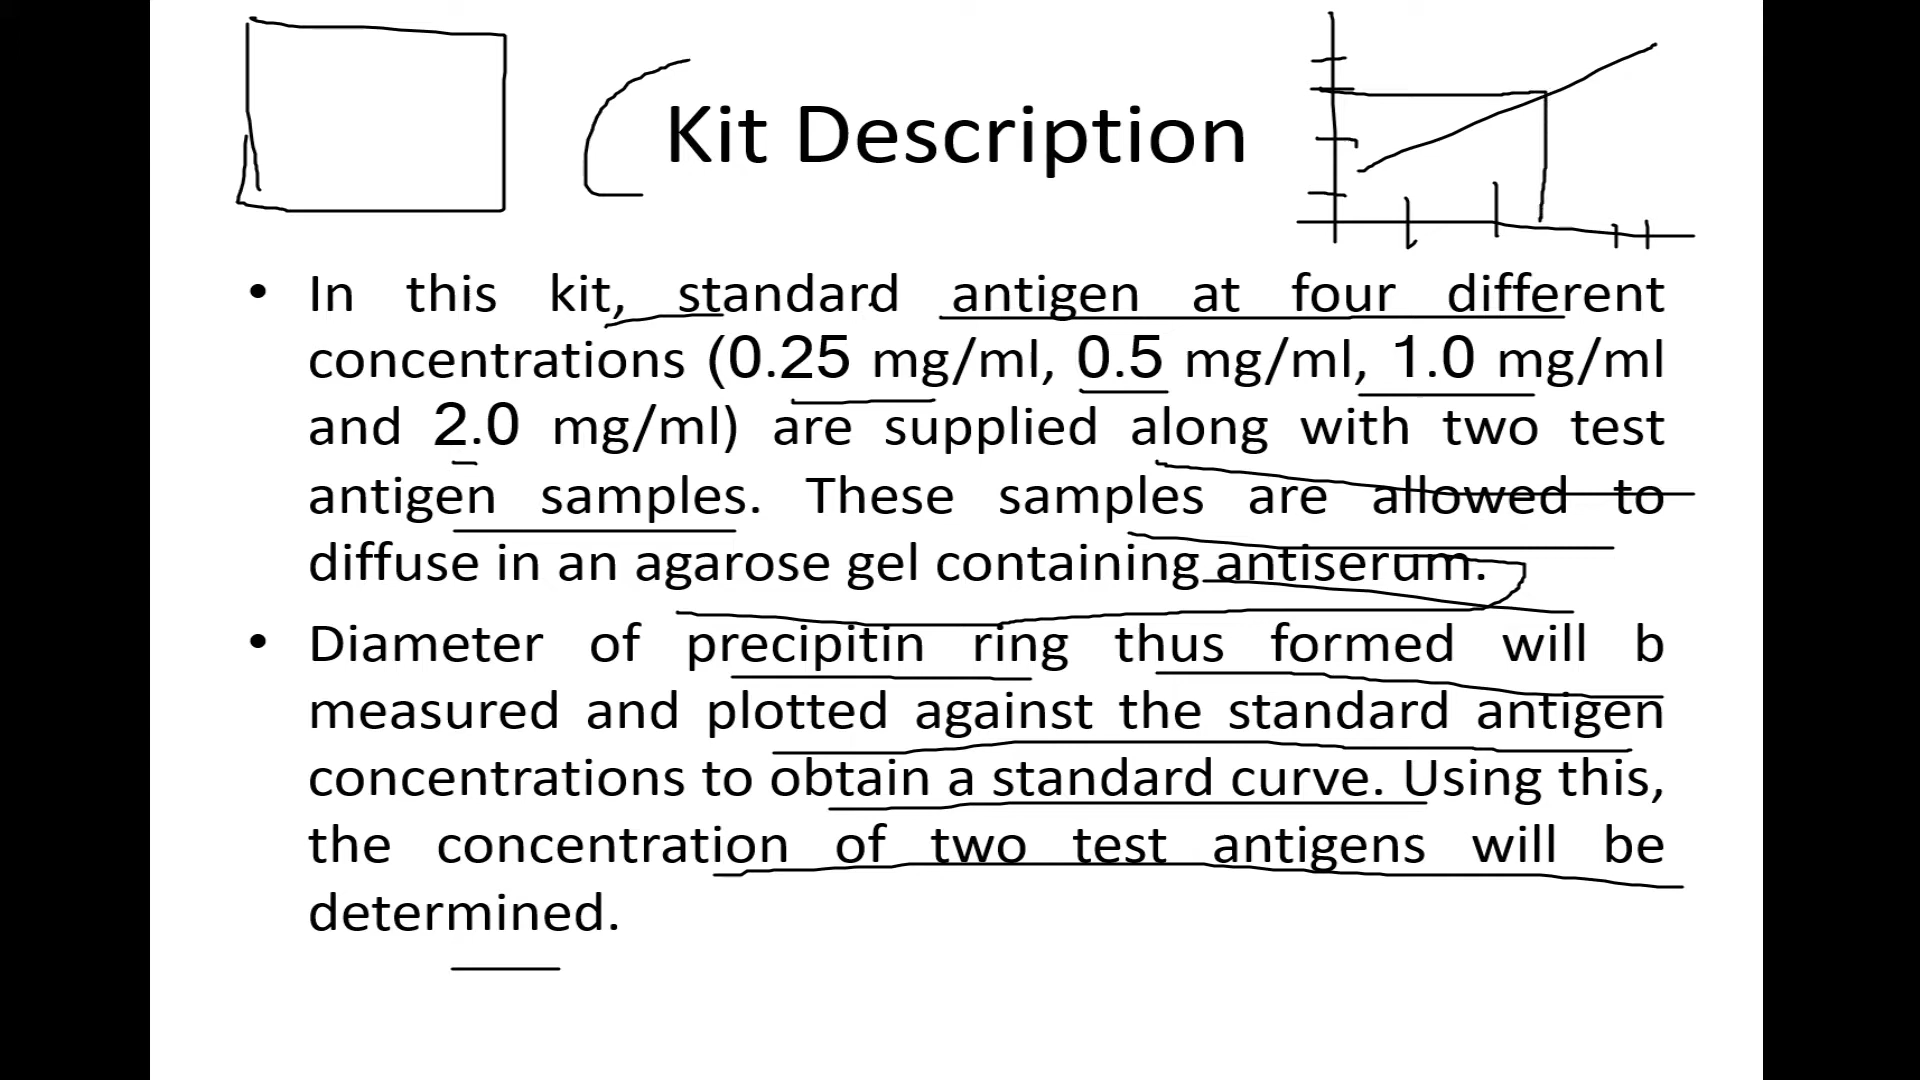 Kit Description
• In this kit, standard antigen at four different
concentrations (0.25 mg/ml, 0.5 mg/ml, 1.0 mg/ml
and 2.0 mg/ml) are supplied along with two test
antigen samples. These samples are allowed to
diffuse in an agarose gel containing antiserum.
• Diameter of precipitin ring thus formed will b
measured and plotted against the standard antigen
concentrations to obtain a standard curve. Using this,
the concentration of two test antigens will be
determined.